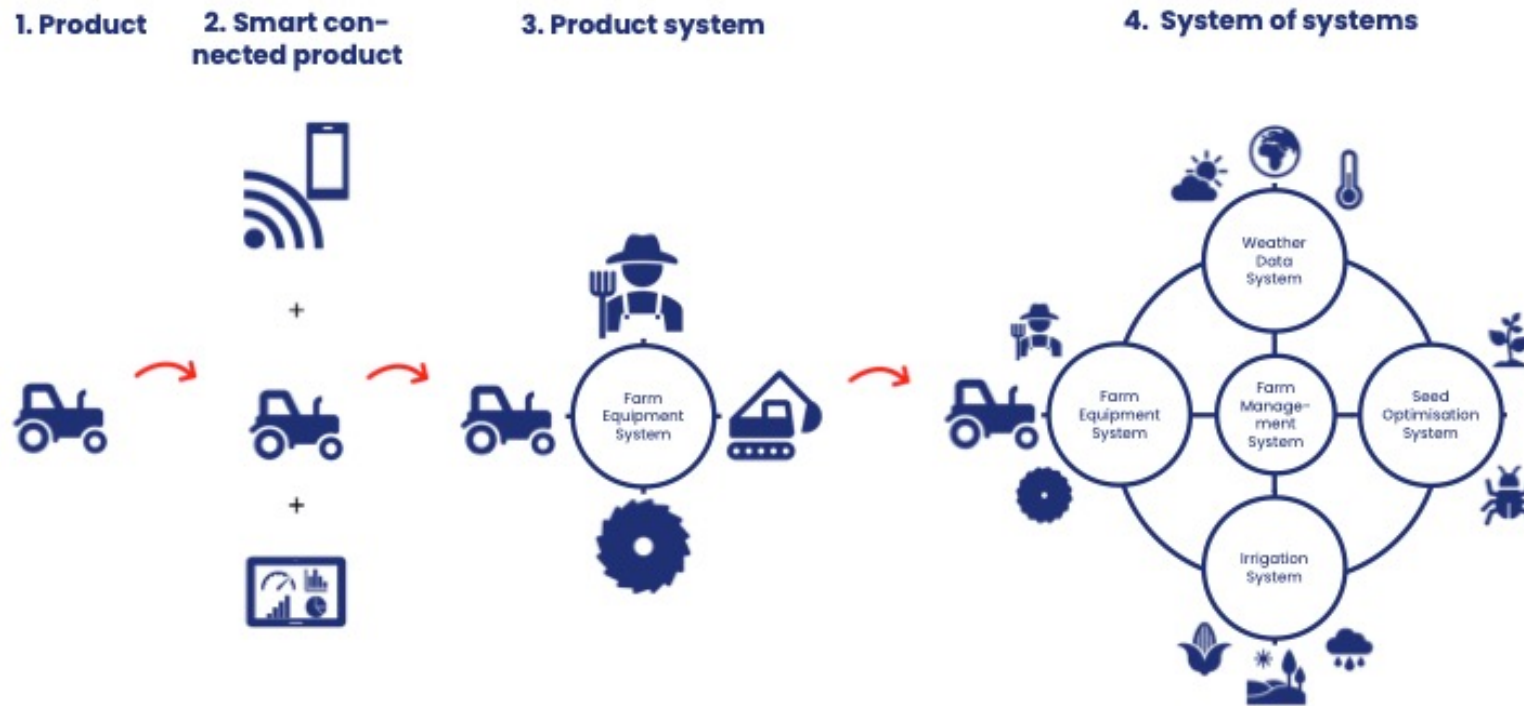 1. Product
2. Smart con-
nected product
3. Product system
4. System of systems
+
+
Farm
Equipment
System
Weather
Data
System
Farm
Equipment
System
Farm
Manage-
ment
System
Seed
Optimisation
System
Irrigation
System